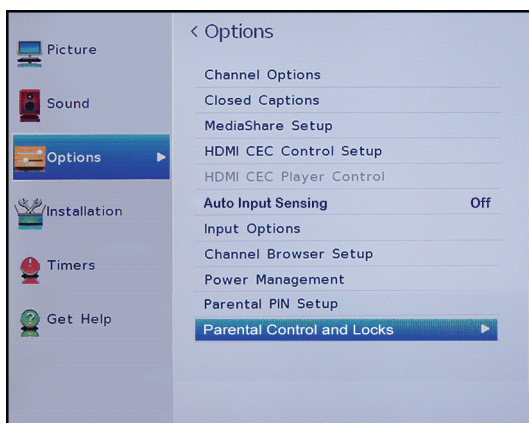 Picture
Sound
Options
Installation
Timers
Get Help
< Options
Channel Options
Closed Captions
MediaShare Setup
HDMI CEC Control Setup
HDMI CEC Player Control
Auto Input Sensing Off
Input Options
Channel Browser Setup
Power Management
Parental PIN Setup
Parental Control and Locks